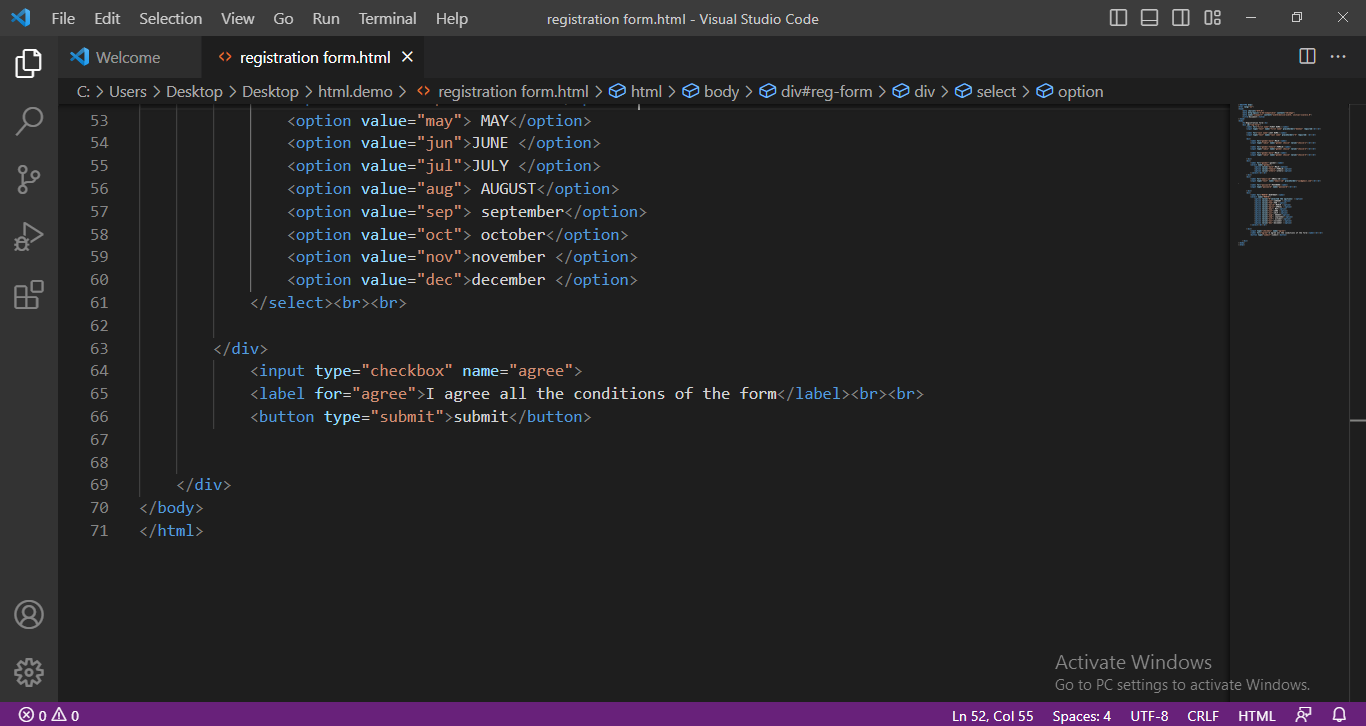 File Edit Selection View Go Run Terminal Help registration form.html - Visual Studio Code
Welcome <> registration form.html
C: > Users > Desktop > Desktop > html.demo > <> registration form.html > html > body > div#reg-form > div > select > option
53 <option value="may"> MAY</option>
54 <option value="jun">JUNE </option>
55 <option value="jul">JULY </option>
56 <option value="aug"> AUGUST</option>
57 <option value="sep"> september</option>
58 <option value="oct"> october</option>
59 <option value="nov">november </option>
60 <option value="dec">december </option>
61 </select><br><br>
62
63 </div>
64 <input type="checkbox" name="agree">
65 <label for="agree">I agree all the conditions of the form</label><br><br>
66 <button type="submit">submit</button>
67
68
69 </div>
70 </body>
71 </html>
Activate Windows
Go to PC settings to activate Windows.
0 0 Ln 52, Col 55 Spaces: 4 UTF-8 CRLF HTML